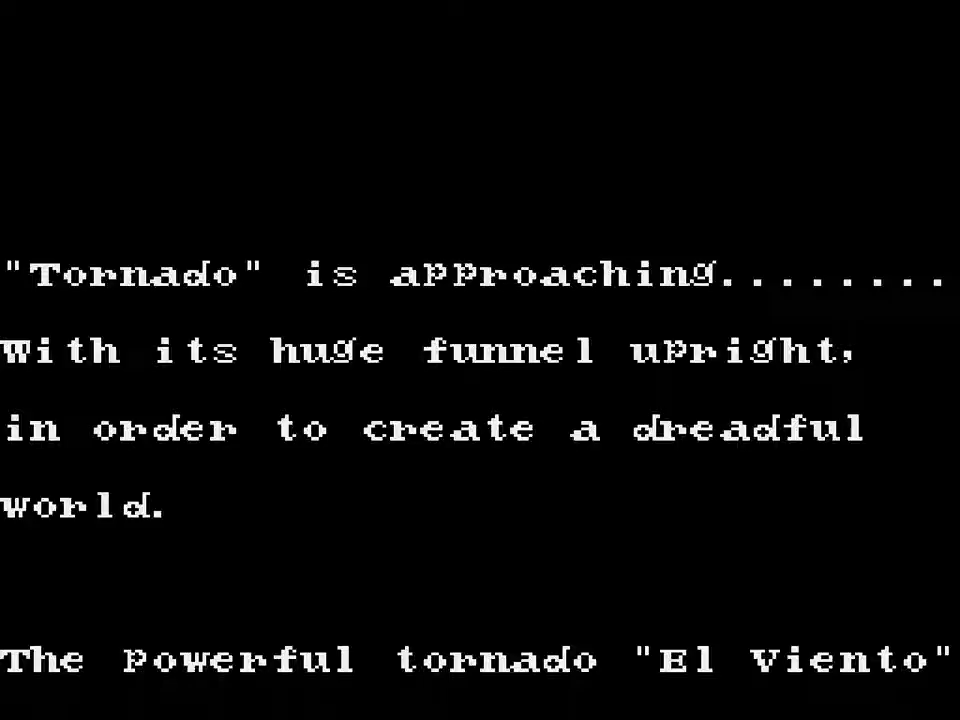 "Tornado" is approaching........
With its huge funnel upright,
in order to create a dreadful
world.
The powerful tornado "El Viento"